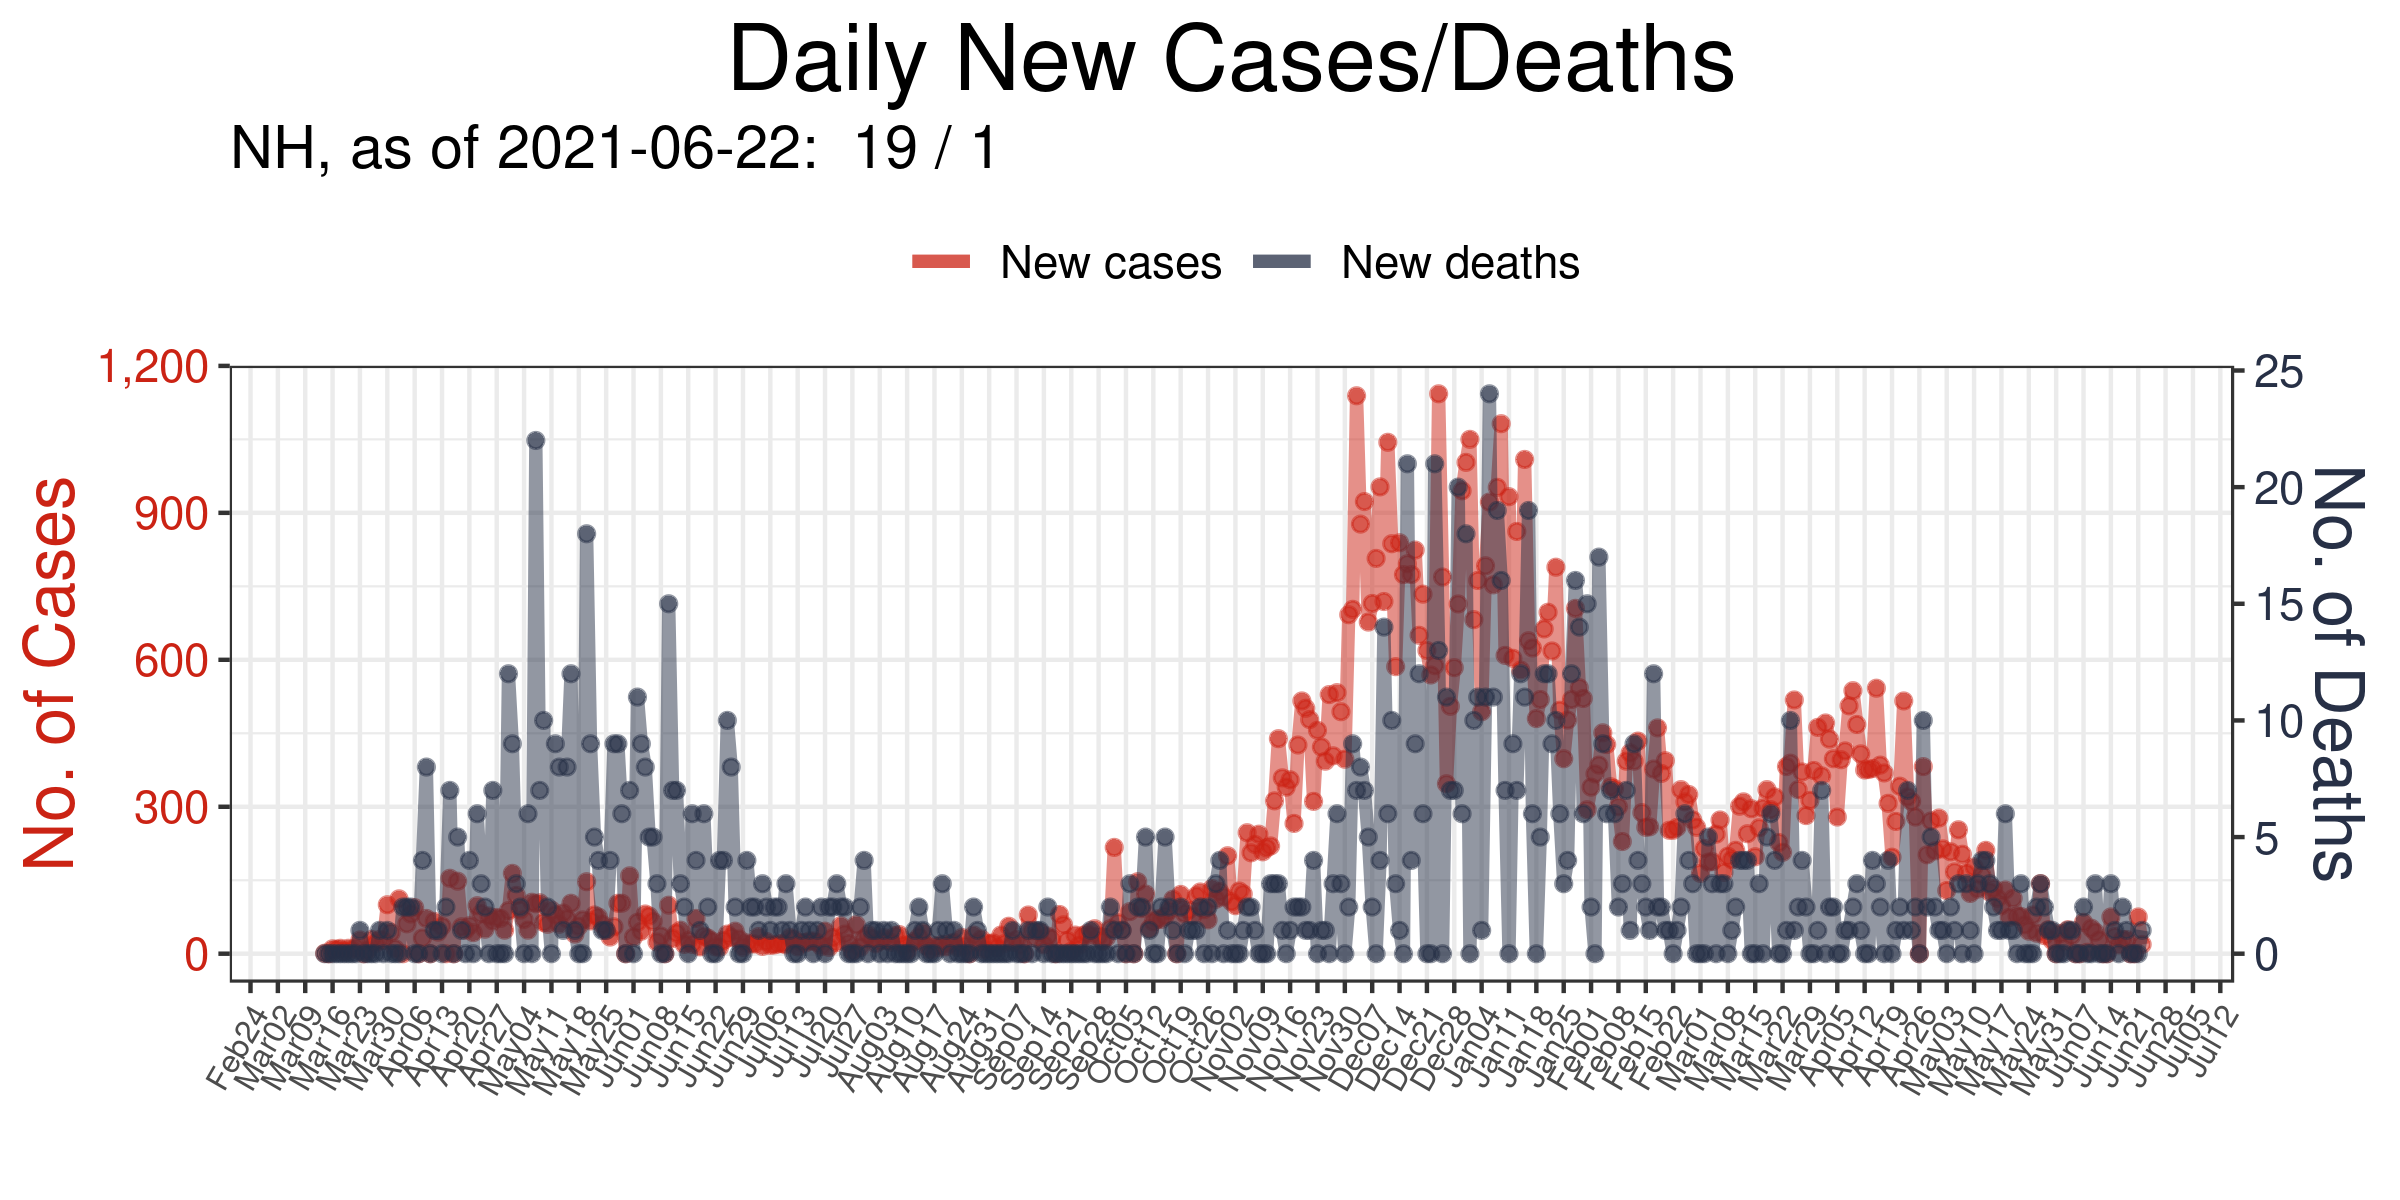 Daily New Cases/Deaths
NH, as of 2021-06-22:  19 / 1
New cases New deaths
1,200
900
600
300
0
No. of Cases
25
20
15
10
5
0
No. of Deaths
Feb24 Mar02 Mar09 Mar16 Mar23 Mar30 Apr06 Apr13 Apr20 Apr27 May04 May11 May18 May25 Jun01 Jun08 Jun15 Jun22 Jun29 Jul06 Jul13 Jul20 Jul27 Aug03 Aug10 Aug17 Aug24 Aug31 Sep07 Sep14 Sep21 Sep28 Oct05 Oct12 Oct19 Oct26 Nov02 Nov09 Nov16 Nov23 Nov30 Dec07 Dec14 Dec21 Dec28 Jan04 Jan11 Jan18 Jan25 Feb01 Feb08 Feb15 Feb22 Mar01 Mar08 Mar15 Mar22 Mar29 Apr05 Apr12 Apr19 Apr26 May03 May10 May17 May24 May31 Jun07 Jun14 Jun21 Jun28 Jul05 Jul12